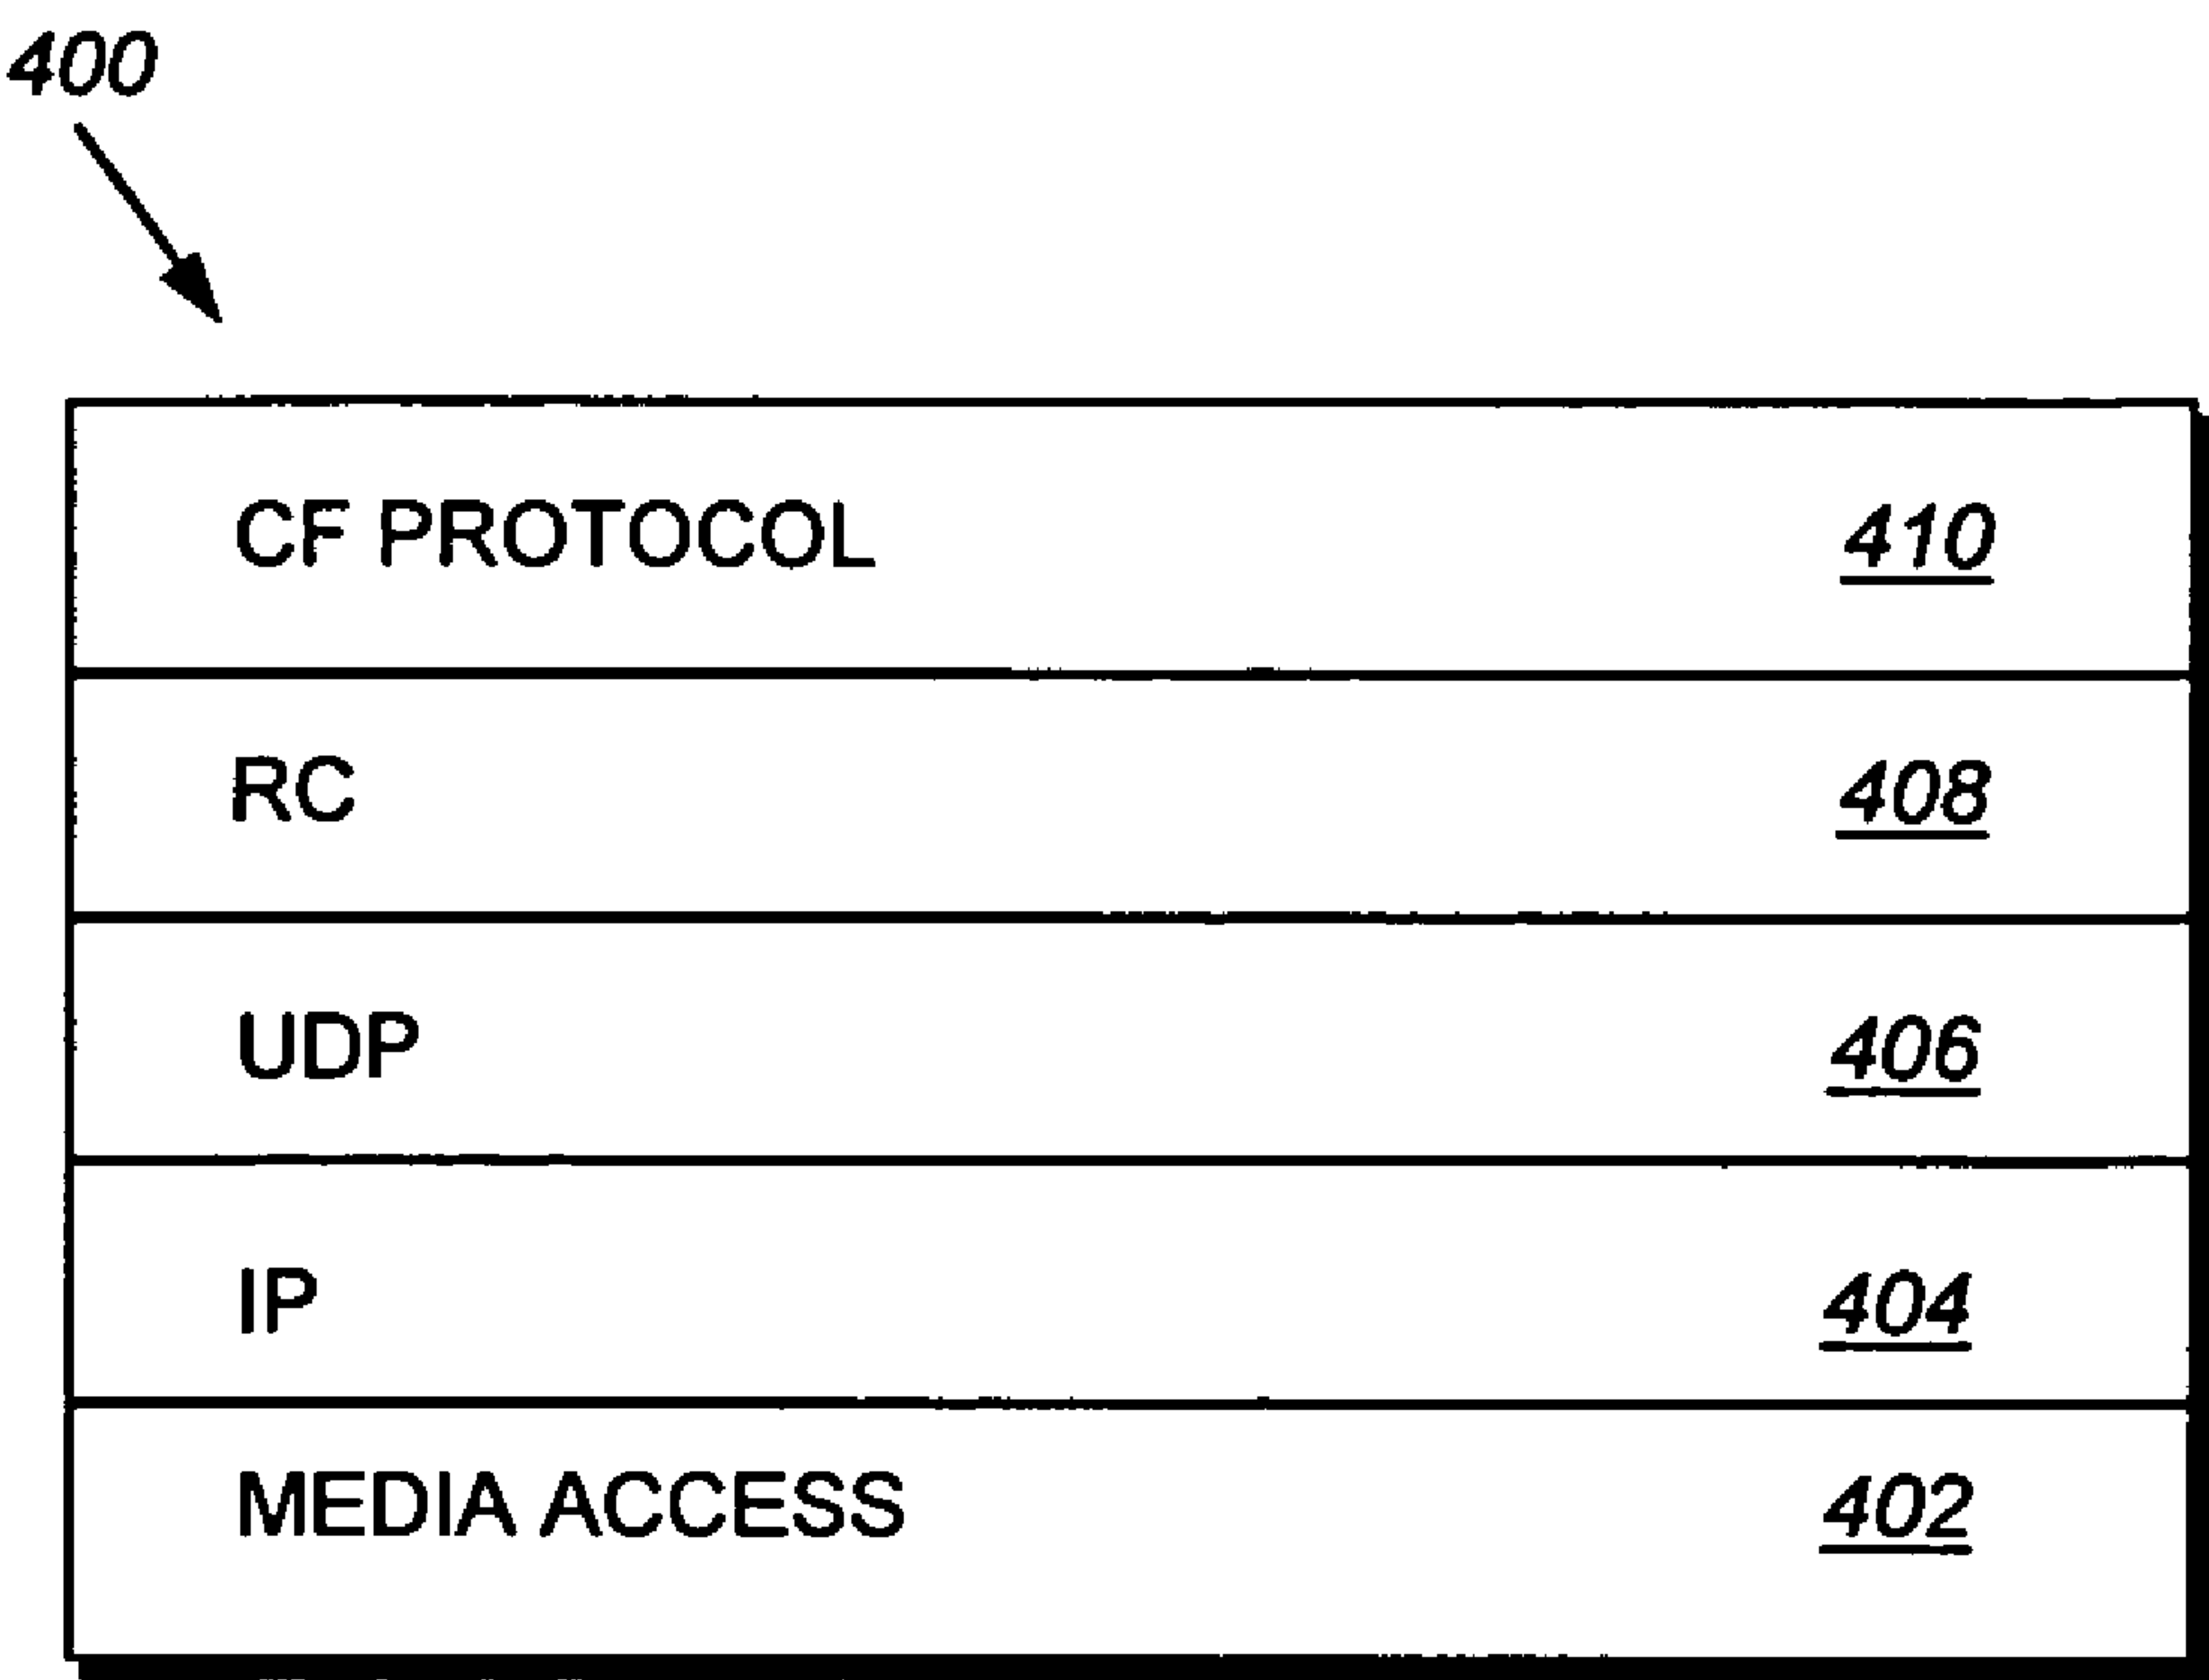 400
CF PROTOCOL 410
RC 408
UDP 406
IP 404
MEDIA ACCESS 402